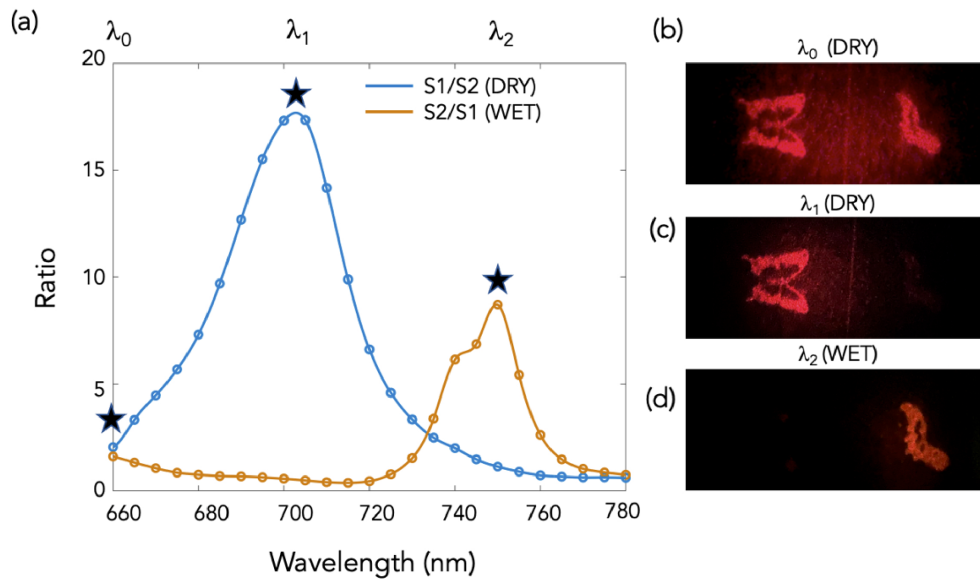 (a)
λ0 λ1 λ2
20
15
10
5
0
Ratio
S1/S2 (DRY)
S2/S1 (WET)
660 680 700 720 740 760 780
Wavelength (nm)
(b)
λ0 (DRY)
(c)
λ1 (DRY)
(d)
λ2 (WET)